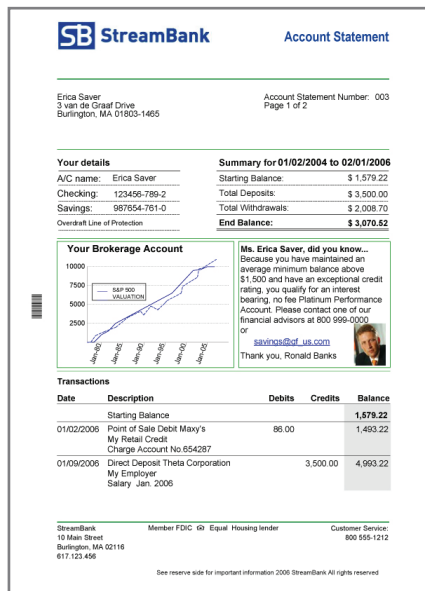 SB StreamBank
Account Statement
Erica Saver
3 van de Graaf Drive
Burlington, MA 01803-1465
Account Statement Number: 003
Page 1 of 2
Your details
A/C name: Erica Saver
Checking: 123456-789-2
Savings: 987654-761-0
Overdraft Line of Protection
Summary for 01/02/2004 to 02/01/2006
Starting Balance: $ 1,579.22
Total Deposits: $ 3,500.00
Total Withdrawals: $ 2,008.70
End Balance: $ 3,070.52
Your Brokerage Account
10000
7500
5000
2500
S&P 500
VALUATION
Jan-80. Jan-85. Jan-90. Jan-95. Jan-00. Jan-05.
Ms. Erica Saver, did you know...
Because you have maintained an
average minimum balance above
$1,500 and have an exceptional credit
rating, you qualify for an interest
bearing, no fee Platinum Performance
Account. Please contact one of our
financial advisors at 800 999-0000
or
savings@qf_us.com
Thank you, Ronald Banks
Transactions
Date Description Debits Credits Balance
Starting Balance 1,579.22
01/02/2006 Point of Sale Debit Maxy's 86.00 1,493.22
My Retail Credit
Charge Account No.654287
01/09/2006 Direct Deposit Theta Corporation 3,500.00 4,993.22
My Employer
Salary Jan. 2006
StreamBank
10 Main Street
Burlington, MA 02116
617.123.456
Member FDIC Equal Housing lender
Customer Service:
800 555-1212
See reserve side for important information 2006 StreamBank All rights reserved